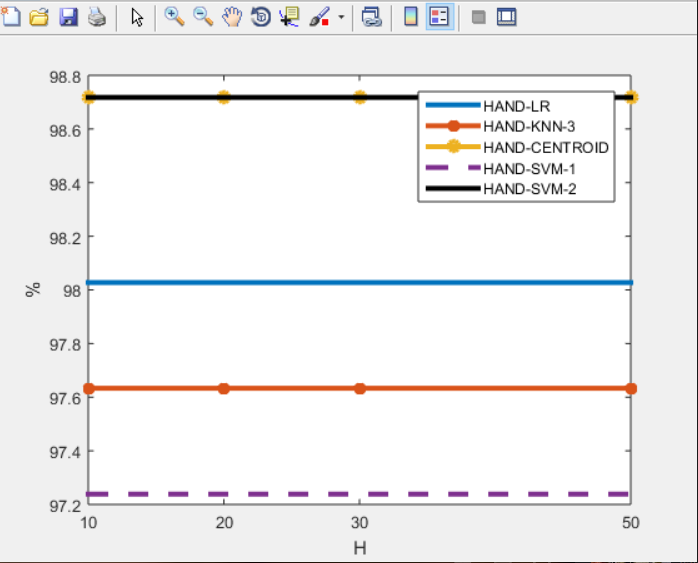 98.8
98.6
98.4
98.2
98
97.8
97.6
97.4
97.2
%
HAND-LR
HAND-KNN-3
HAND-CENTROID
HAND-SVM-1
HAND-SVM-2
10 20 30 50
H